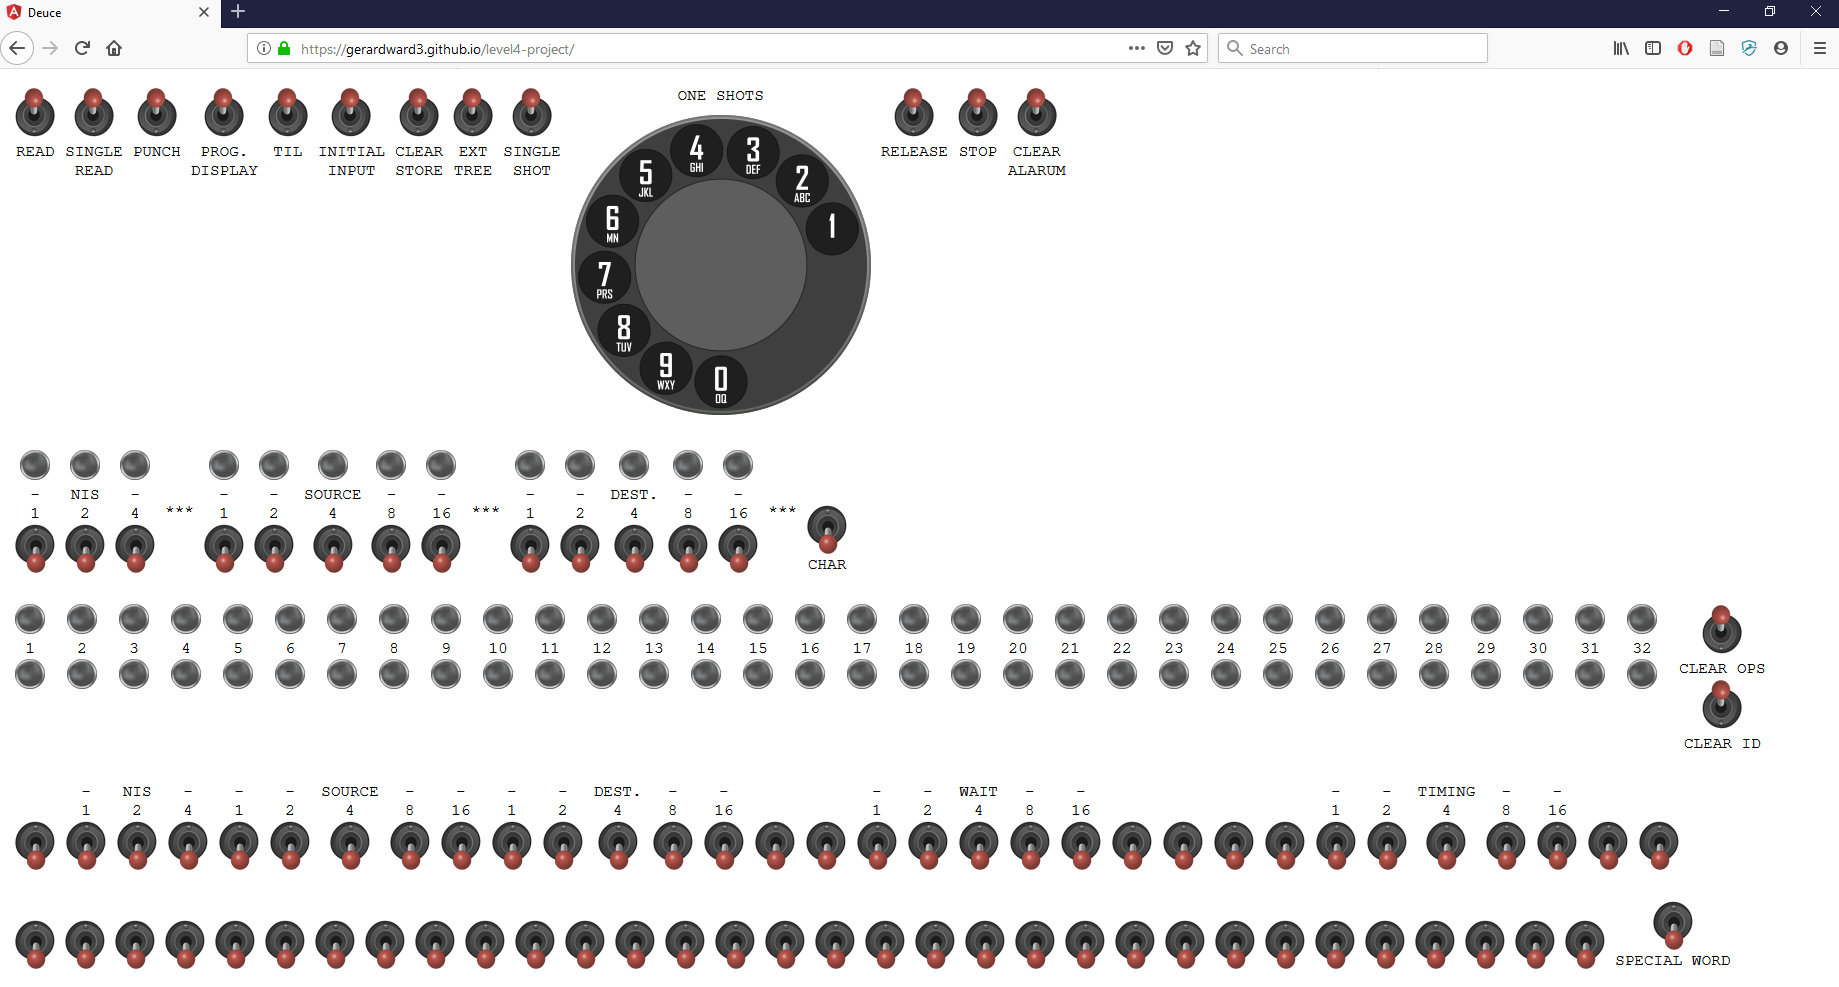 Deuce
https://gerardward3.github.io/level4-project/
Search
READ SINGLE READ PUNCH PROG. DISPLAY TIL INITIAL INPUT CLEAR STORE EXT TREE SINGLE SHOT
ONE SHOTS
RELEASE STOP CLEAR ALARUM
4 GHI
3 DEF
5 JKL
2 ABC
6 MN
1
7 PRS
8 TUV
9 WXY
0 OQ
- NIS - - - SOURCE - - - - DEST. - -
1 2 4 *** 1 2 4 8 16 *** 1 2 4 8 16 ***
CHAR
1 2 3 4 5 6 7 8 9 10 11 12 13 14 15 16 17 18 19 20 21 22 23 24 25 26 27 28 29 30 31 32
CLEAR OPS
CLEAR ID
- NIS - - - SOURCE - - - - DEST. - - - - WAIT - - - - TIMING - -
1 2 4 1 2 4 8 16 1 2 4 8 16 1 2 4 8 16 1 2 4 8 16
SPECIAL WORD